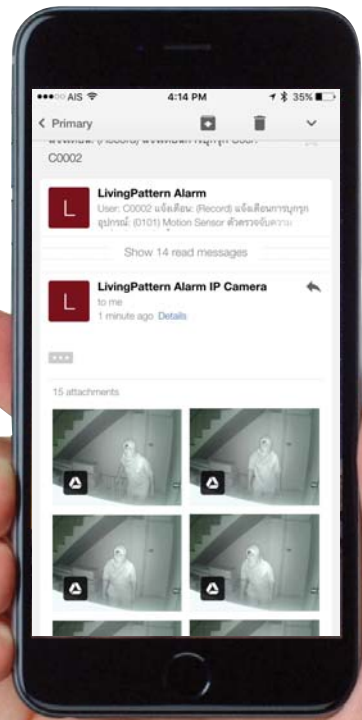 AIS
4:14 PM
35%
Primary
C0002
L
LivingPattern Alarm
User: C0002 แจ้งเตือน: (Record) แจ้งเตือนการบุกรุก
อุปกรณ์: (0101) Motion Sensor ตัวตรวจจับความ
Show 14 read messages
L
LivingPattern Alarm IP Camera
to me
1 minute ago Details
15 attachments